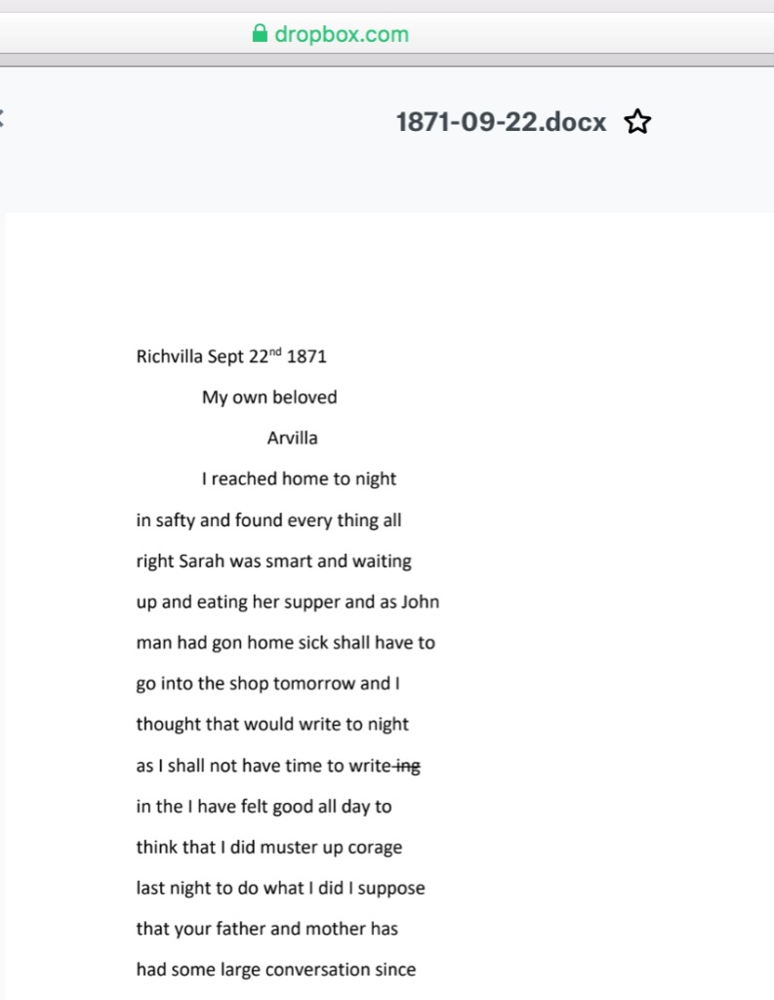 dropbox.com
1871-09-22.docx
Richvilla Sept 22nd 1871
My own beloved
Arvilla
I reached home to night
in safty and found every thing all
right Sarah was smart and waiting
up and eating her supper and as John
man had gon home sick shall have to
go into the shop tomorrow and I
thought that would write to night
as I shall not have time to write-ing
in the I have felt good all day to
think that I did muster up corage
last night to do what I did I suppose
that your father and mother has
had some large conversation since